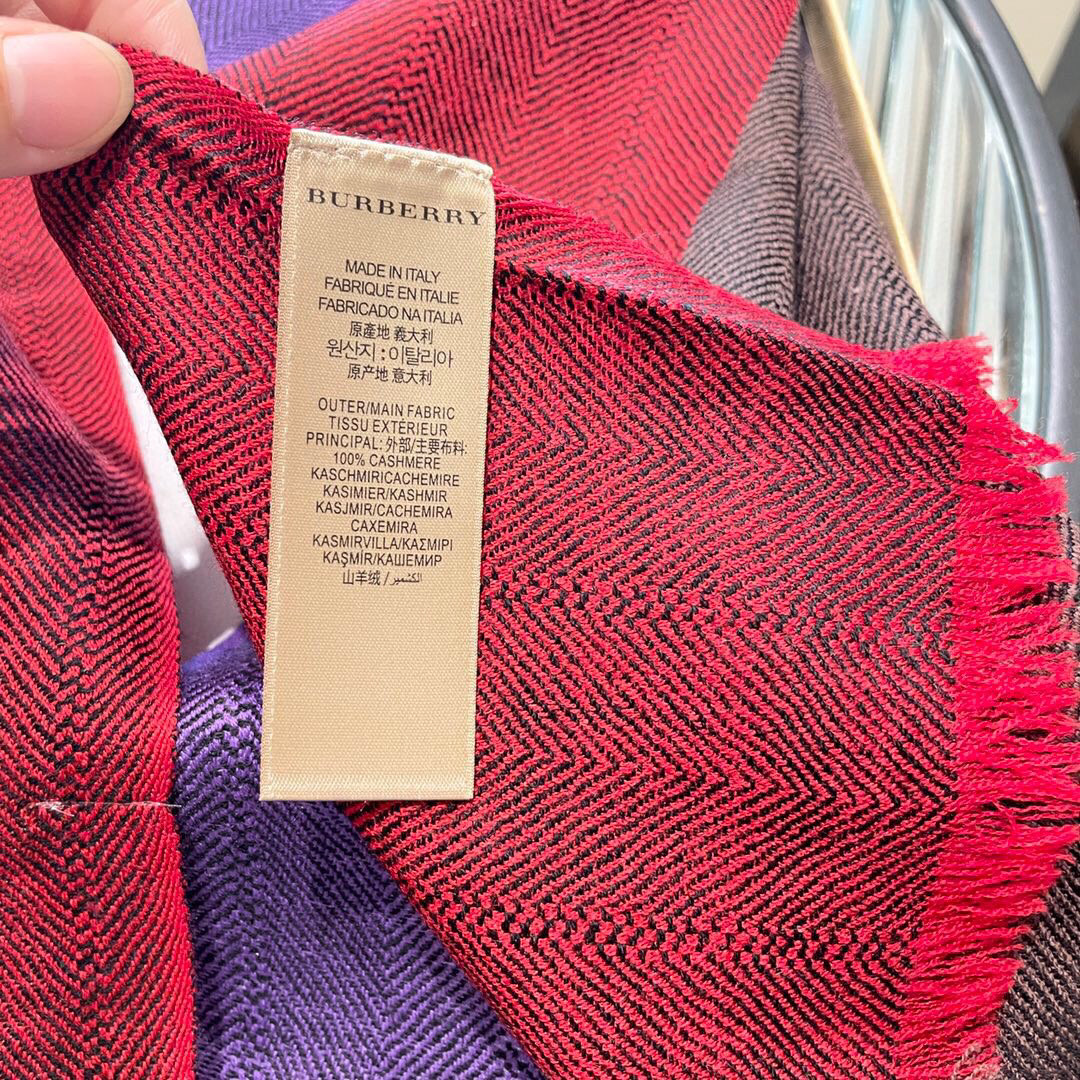 BURBERRY
MADE IN ITALY
FABRIQUÉ EN ITALIE
FABRICADO NA ITALIA
原產地 義大利
원산지 : 이탈리아
原产地 意大利
OUTER/MAIN FABRIC
TISSU EXTÉRIEUR
PRINCIPAL: 外部/主要布料:
100% CASHMERE
KASCHMIR/CACHEMIRE
KASIMIER/KASHMIR
KASJMIR/CACHEMIRA
CAXEMIRA
KASMIRVILLA/ΚΑΣΜΙΡΙ
KAŞMİR/КАШЕМИР
山羊绒 / الكشمير